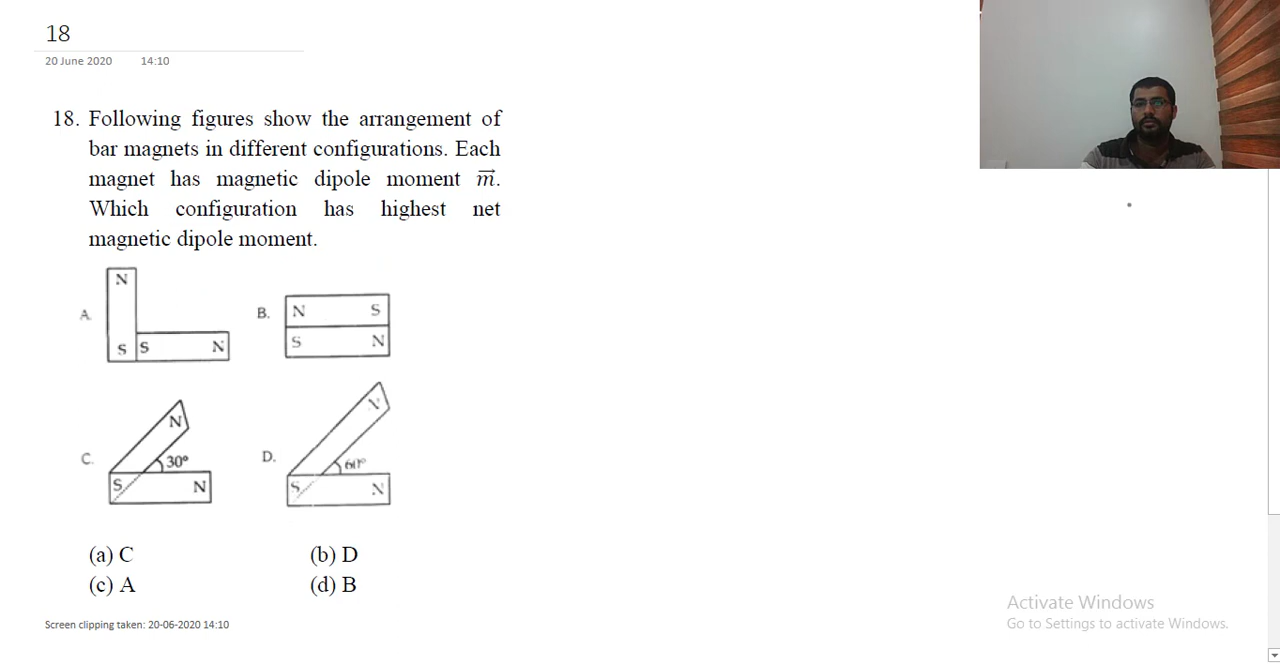 18
20 June 2020 14:10
18. Following figures show the arrangement of
bar magnets in different configurations. Each
magnet has magnetic dipole moment m⃗.
Which configuration has highest net
magnetic dipole moment.
A. N
S S N
B. N S
S N
C. N
30°
S N
D.
60°
S N
(a) C (b) D
(c) A (d) B
Screen clipping taken: 20-06-2020 14:10
Activate Windows
Go to Settings to activate Windows.